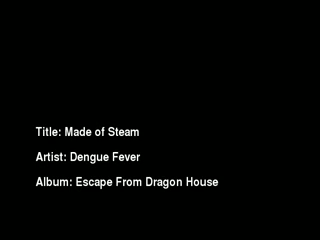 Title: Made of Steam
Artist: Dengue Fever
Album: Escape From Dragon House